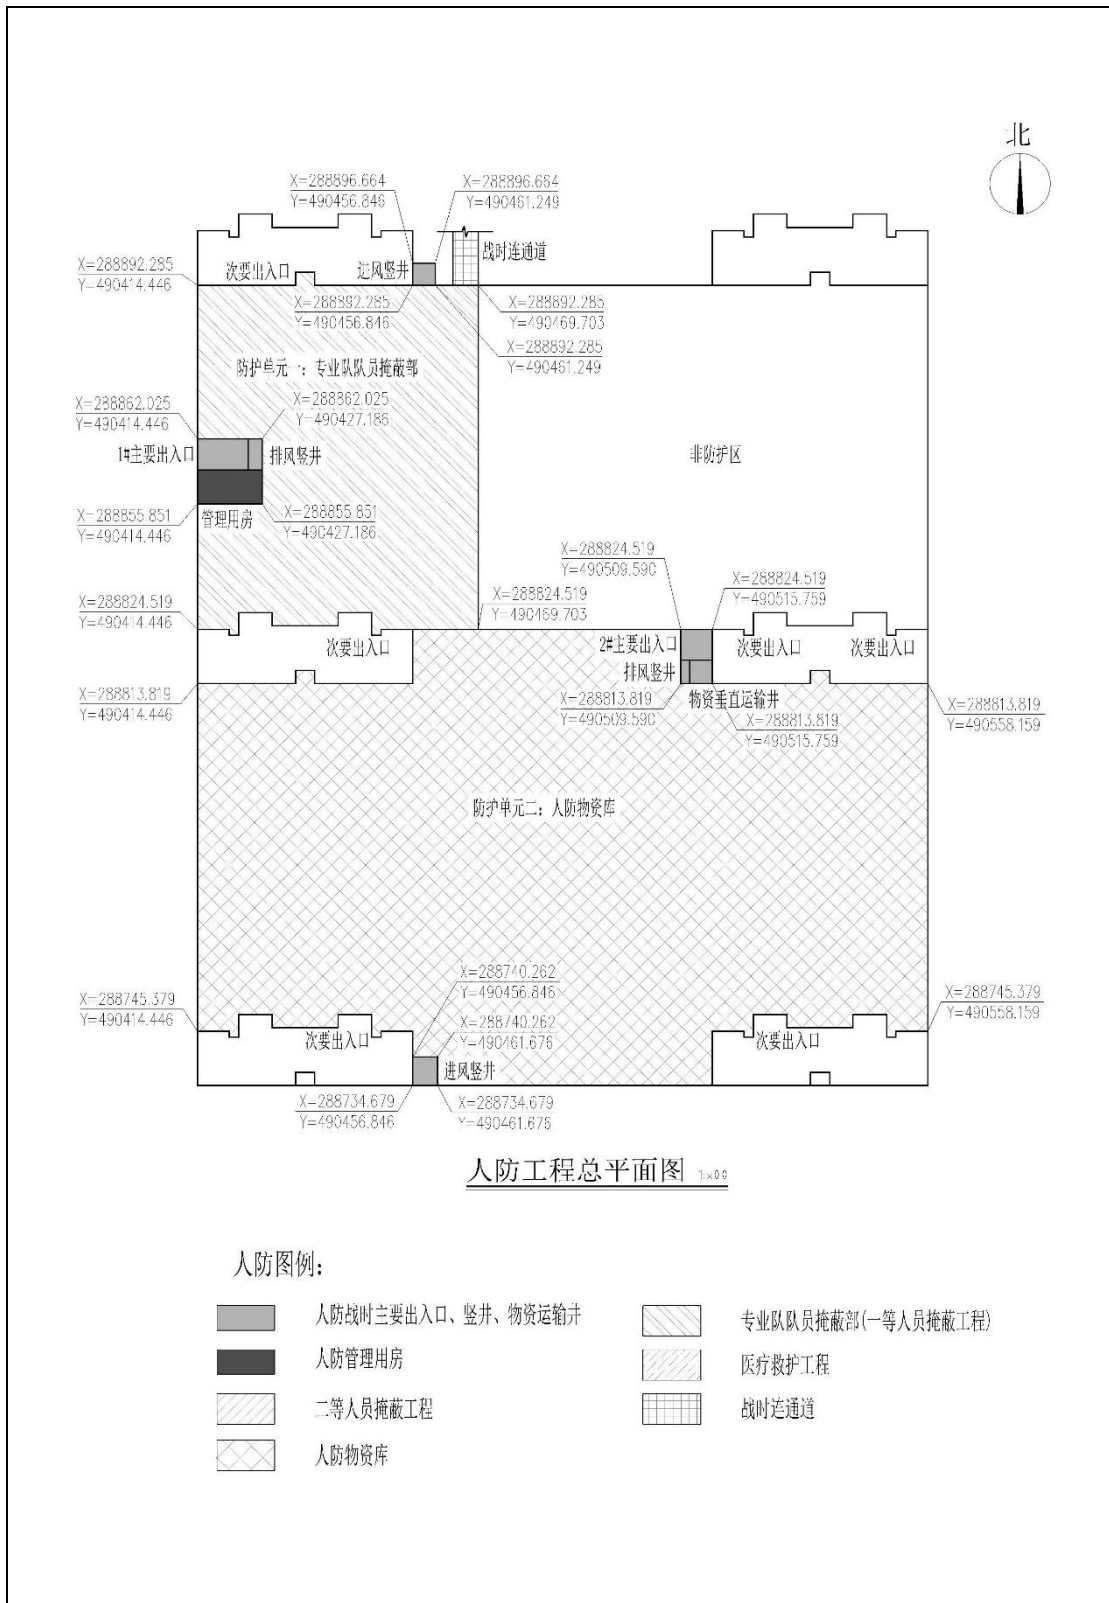 北
X=288896.664
Y=490456.846
X=288896.664
Y=490461.249
战时连通道
X=288892.285
Y=490414.446
次要出入口
进风竖井
X=288892.285
Y=490456.846
X=288892.285
Y=490469.703
X=288892.285
Y=490461.249
防护单元一：专业队队员掩蔽部
X=288862.025
Y=490414.446
X=288862.025
Y=490427.186
1#主要出入口
排风竖井
非防护区
X=288855.851
Y=490414.446
管理用房
X=288855.851
Y=490427.186
X=288824.519
Y=490509.590
X=288824.519
Y=490515.759
X=288824.519
Y=490414.446
X=288824.519
Y=490469.703
次要出入口
2#主要出入口
次要出入口
次要出入口
排风竖井
物资垂直运输井
X=288813.819
Y=490414.446
X=288813.819
Y=490509.590
X=288813.819
Y=490515.759
X=288813.819
Y=490558.159
防护单元二：人防物资库
X=288740.262
Y=490456.846
X=288745.379
Y=490414.446
X=288745.379
Y=490558.159
X=288740.262
Y=490461.676
次要出入口
次要出入口
进风竖井
X=288734.679
Y=490456.846
X=288734.679
Y=490461.676
人防工程总平面图
人防图例：
人防战时主要出入口、竖井、物资运输井
专业队队员掩蔽部(一等人员掩蔽工程)
人防管理用房
医疗救护工程
二等人员掩蔽工程
战时连通道
人防物资库